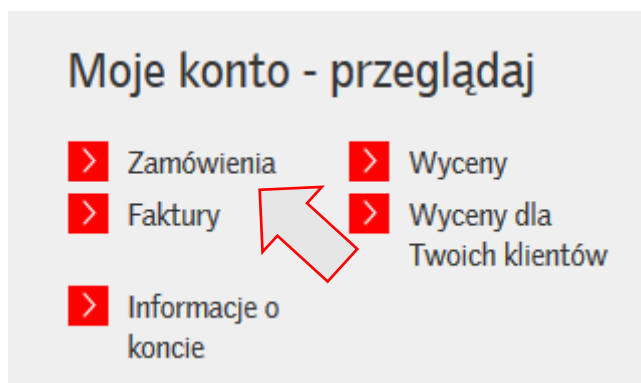 Moje konto - przeglądaj
Zamówienia
Wyceny
Faktury
Wyceny dla
Twoich klientów
Informacje o
koncie